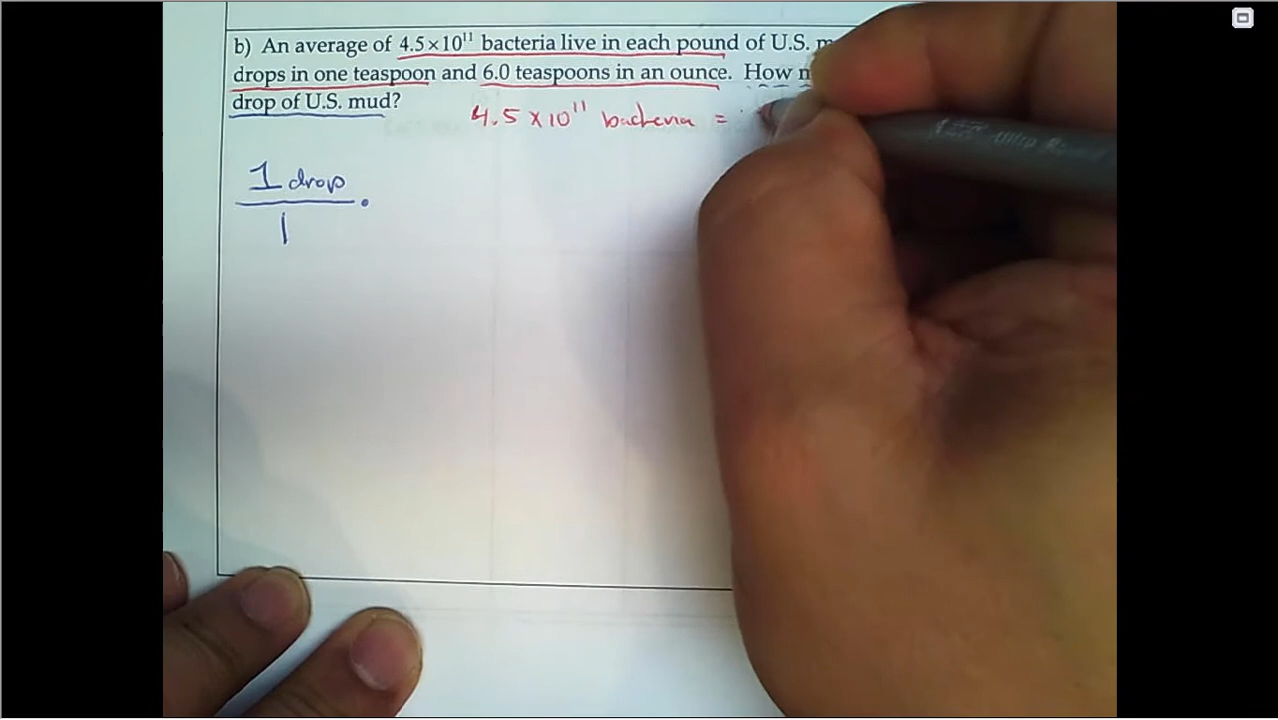 b) An average of 4.5×10¹¹ bacteria live in each pound of U.S.
drops in one teaspoon and 6.0 teaspoons in an ounce. How
drop of U.S. mud?
4.5 × 10¹¹ bacteria =
1 drop
1
.